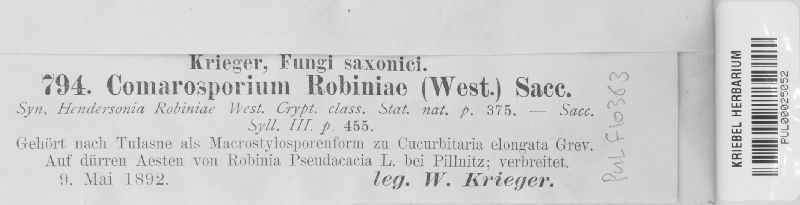 Krieger, Fungi saxonici.
794. Comarosporium Robiniae (West.) Sacc.
Syn. Hendersonia Robiniae West. Crypt. class. Stat. nat. p. 375. — Sacc.
Syll. III. p. 455.
Gehört nach Tulasne als Macrostylosporenform zu Cucurbitaria elongata Grev.
Auf dürren Aesten von Robinia Pseudacacia L. bei Pillnitz; verbreitet.
9. Mai 1892. leg. W. Krieger.
PUL F10363
KRIEBEL HERBARIUM
PUL00025052